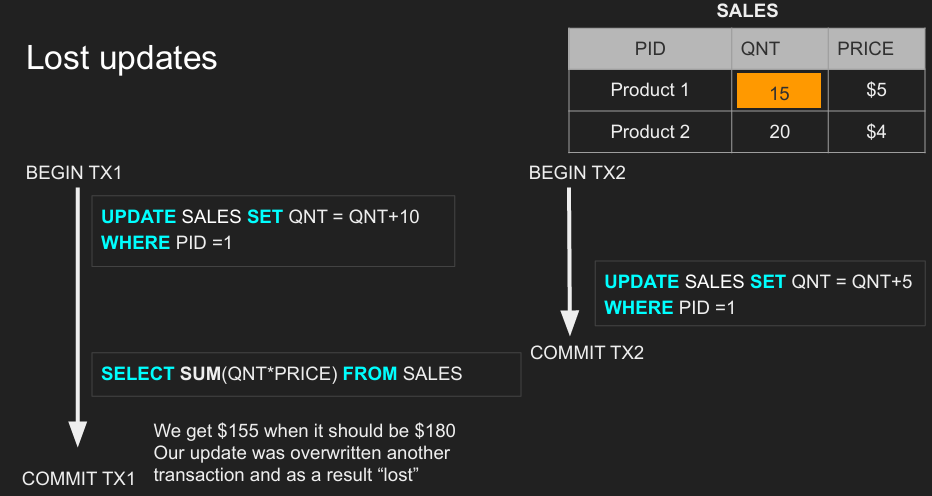 Lost updates
SALES
PID QNT PRICE
Product 1 15 $5
Product 2 20 $4
BEGIN TX1
BEGIN TX2
UPDATE SALES SET QNT = QNT+10
WHERE PID =1
UPDATE SALES SET QNT = QNT+5
WHERE PID =1
COMMIT TX2
SELECT SUM(QNT*PRICE) FROM SALES
We get $155 when it should be $180
Our update was overwritten another
transaction and as a result “lost”
COMMIT TX1